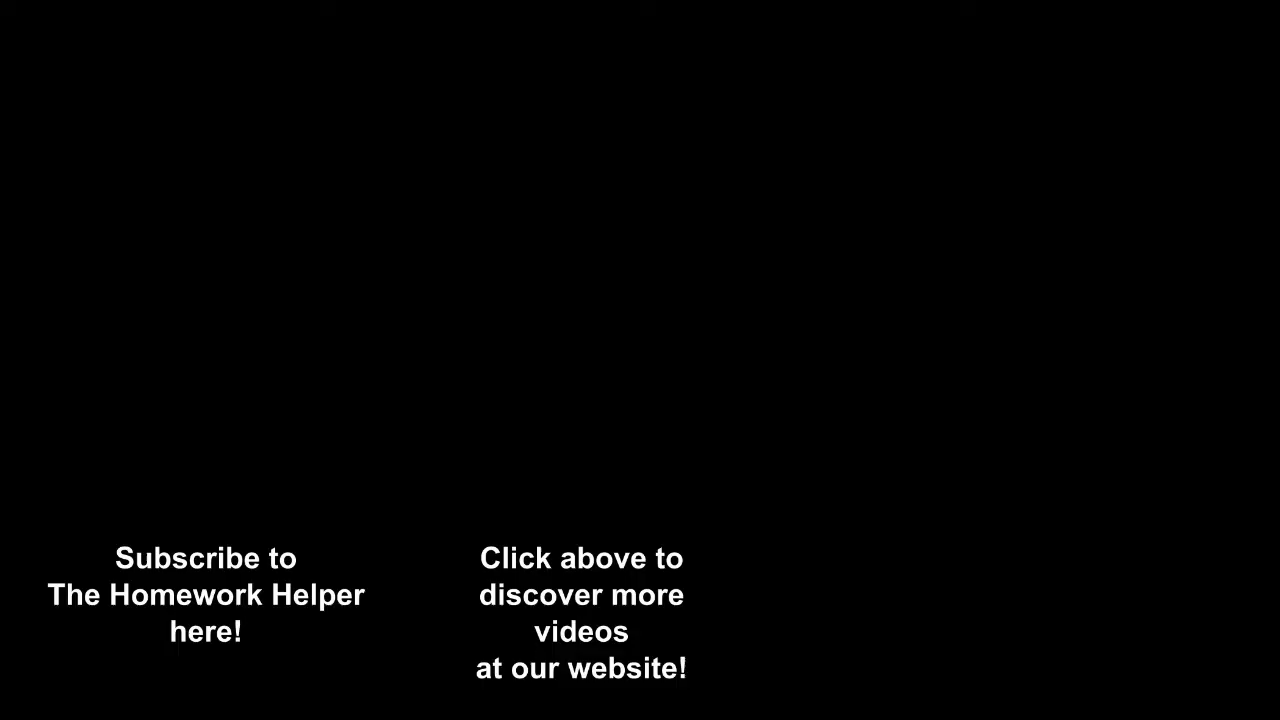 Subscribe to
The Homework Helper
here!
Click above to
discover more
videos
at our website!